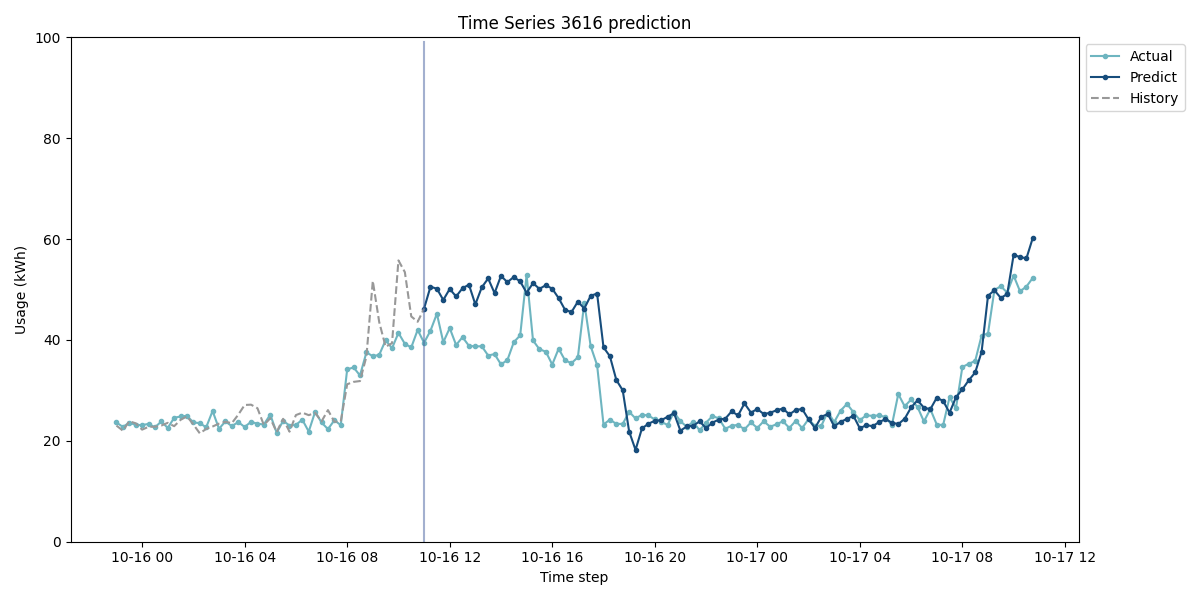 Time Series 3616 prediction
100
80
60
40
20
0
Usage (kWh)
10-16 00
10-16 04
10-16 08
10-16 12
10-16 16
10-16 20
10-17 00
10-17 04
10-17 08
10-17 12
Time step
Actual
Predict
History